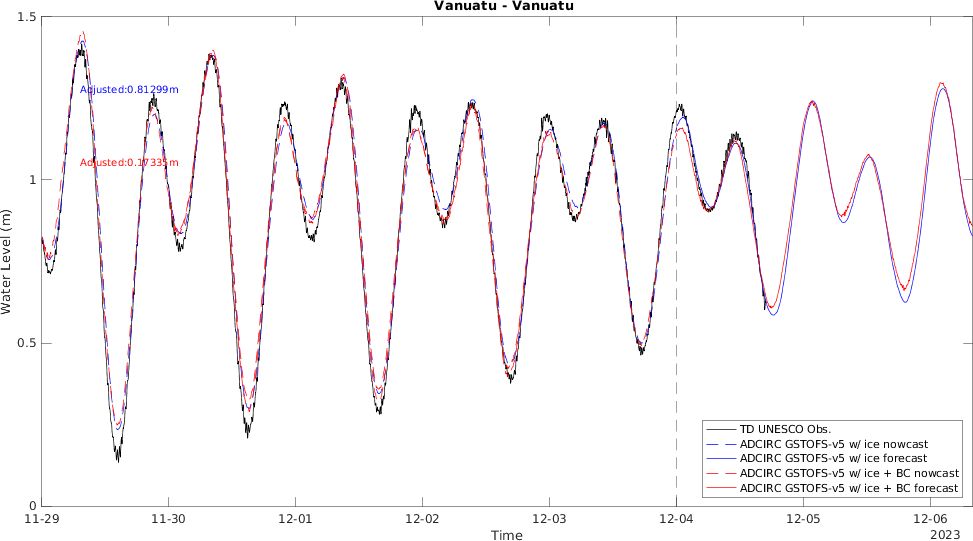 Vanuatu - Vanuatu
1.5
Adjusted:0.81299m
Adjusted:0.17335m
1
Water Level (m)
0.5
0
TD UNESCO Obs.
ADCIRC GSTOFS-v5 w/ ice nowcast
ADCIRC GSTOFS-v5 w/ ice forecast
ADCIRC GSTOFS-v5 w/ ice + BC nowcast
ADCIRC GSTOFS-v5 w/ ice + BC forecast
11-29 11-30 12-01 12-02 12-03 12-04 12-05 12-06
Time
2023